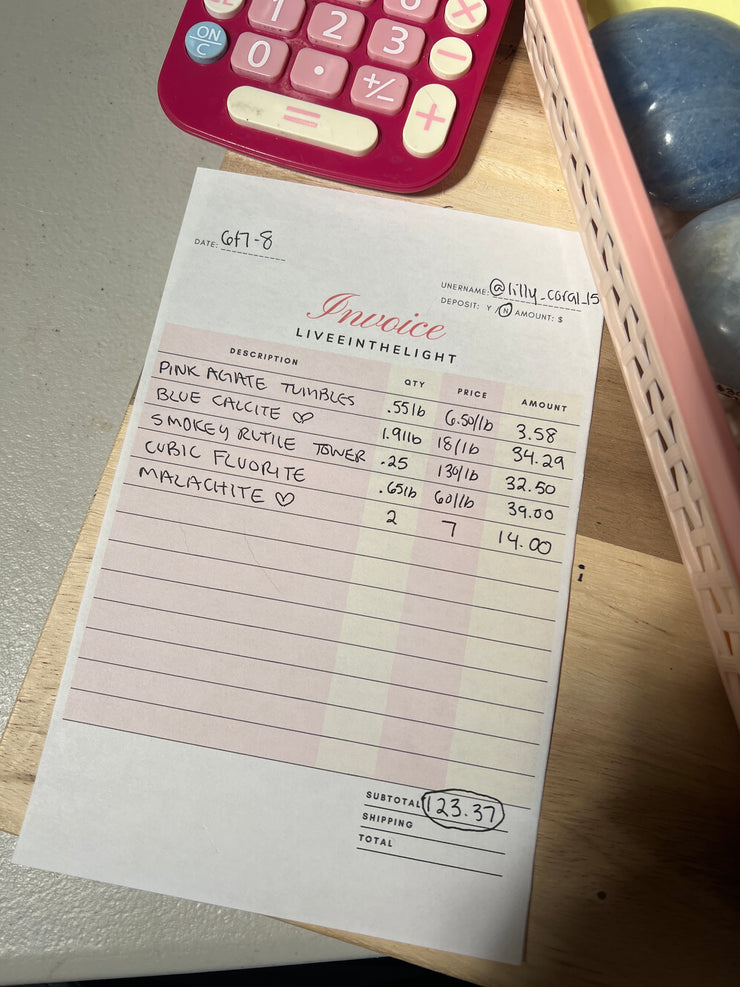 1 2 3 ×
ON/C 0 . +/- −
= +
DATE: 6f7-8
UNERNAME: @lilly_coral_15
DEPOSIT: Y / N AMOUNT: $
Invoice
LIVEEINTHELIGHT
DESCRIPTION QTY PRICE AMOUNT
PINK AGATE TUMBLES .55lb 6.50/lb 3.58
BLUE CALCITE ♡ 1.91lb 18/lb 34.29
SMOKEY RUTILE TOWER .25 130/lb 32.50
CUBIC FLUORITE .65lb 60/lb 39.00
MALACHITE ♡ 2 7 14.00
SUBTOTAL 123.37
SHIPPING
TOTAL